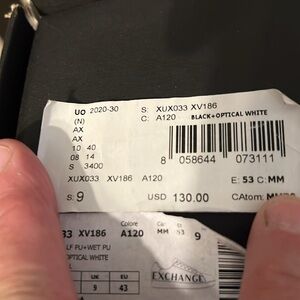 UO 2020-30 S: XUX033 XV186
(N) C: A120 BLACK+OPTICAL WHITE
AX
AX
10 40
08 14
S 3400
8 058644 073111
XUX033 XV186 A120 E: 53 C: MM
S: 9 USD 130.00 CAtom:
33 XV186
Colore
A120
MM 53 9
LF PU+WET PU
OPTICAL WHITE
UK EU
9 43
EXCHANGE